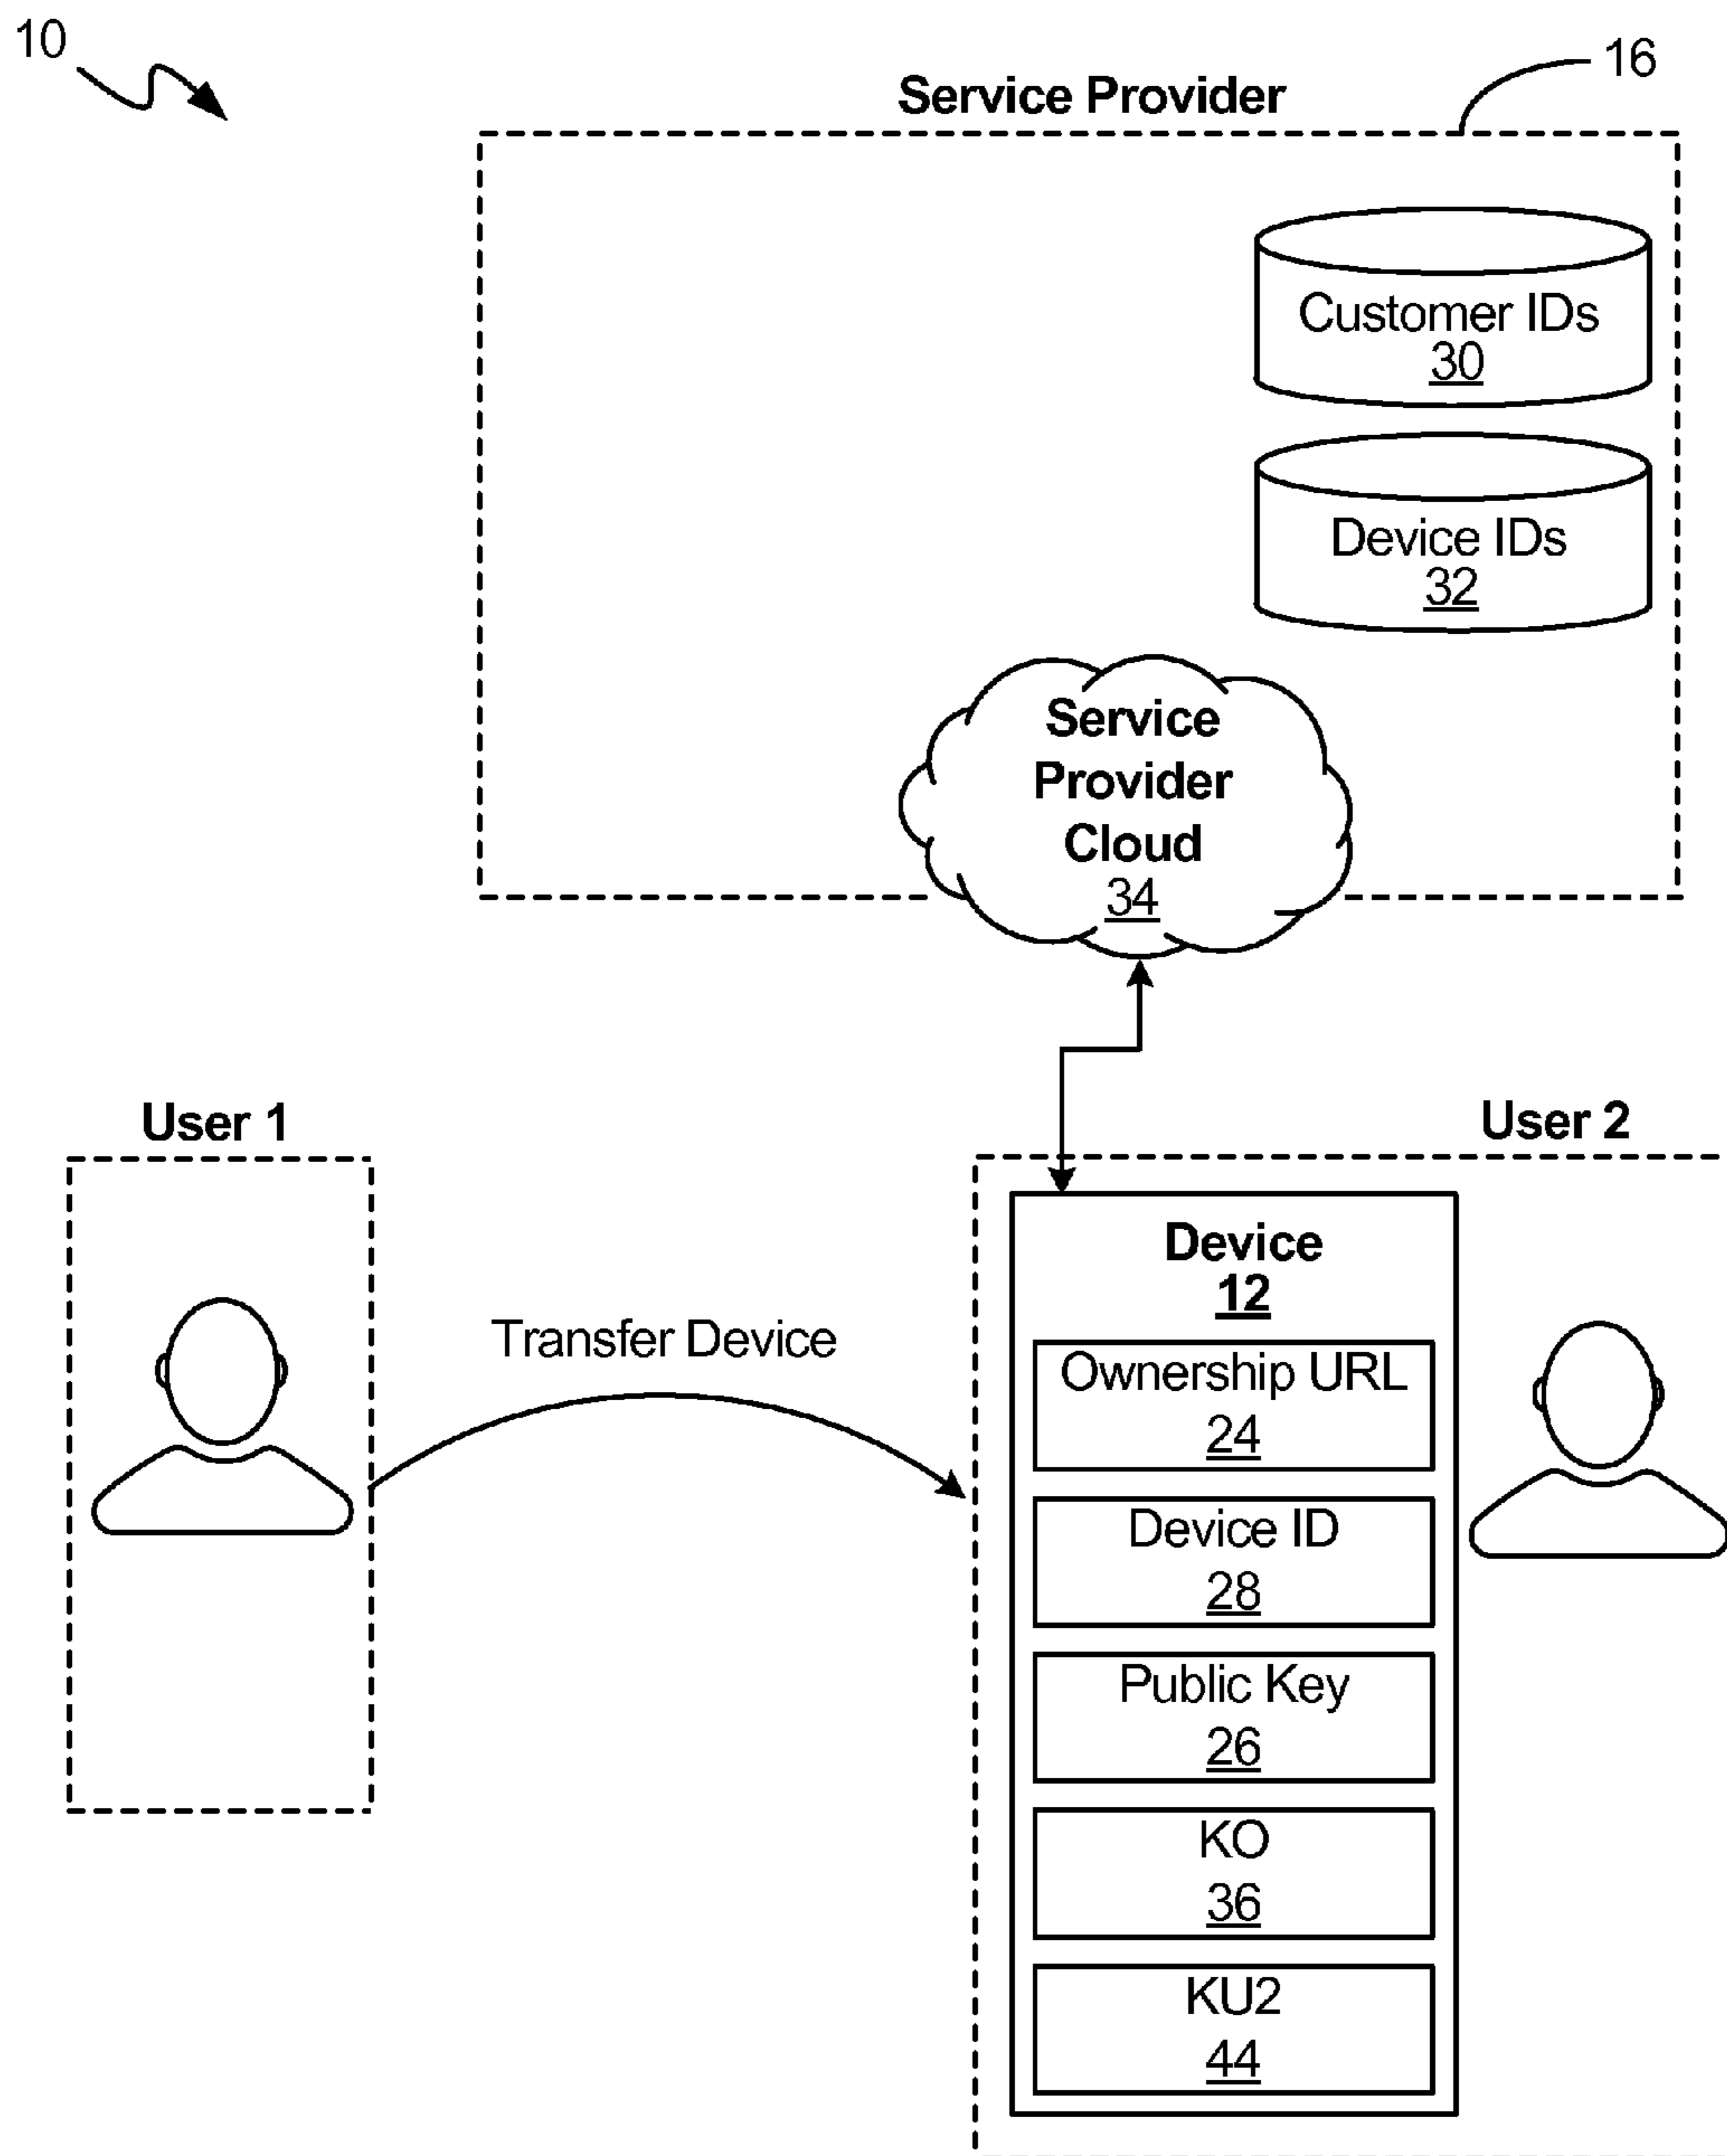 10
16
Service Provider
Customer IDs
30
Device IDs
32
Service
Provider
Cloud
34
User 1
User 2
Device
12
Transfer Device
Ownership URL
24
Device ID
28
Public Key
26
KO
36
KU2
44